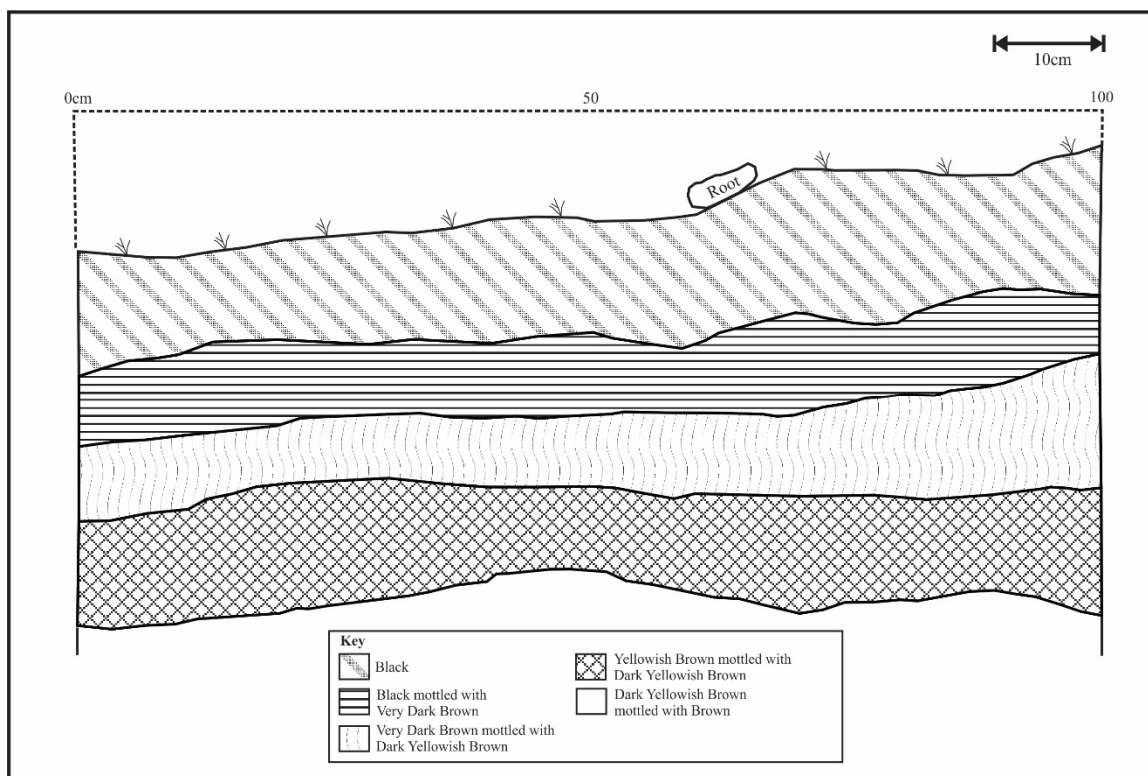 10cm
0cm
50
100
Root
Key
Black
Black mottled with
Very Dark Brown
Very Dark Brown mottled with
Dark Yellowish Brown
Yellowish Brown mottled with
Dark Yellowish Brown
Dark Yellowish Brown
mottled with Brown